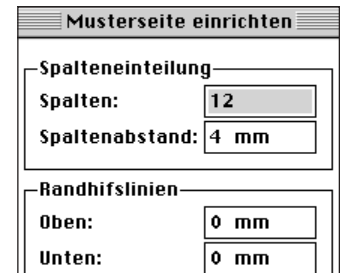 Musterseite einrichten
Spalteneinteilung
Spalten: 12
Spaltenabstand: 4 mm
Randhifslinien
Oben: 0 mm
Unten: 0 mm